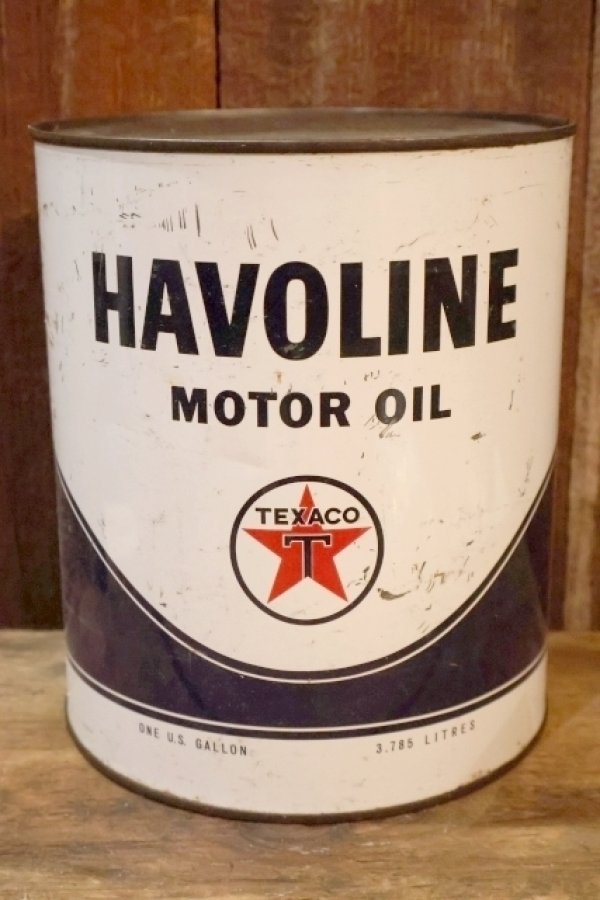 HAVOLINE
MOTOR OIL
TEXACO
T
ONE U.S. GALLON 3.785 LITRES